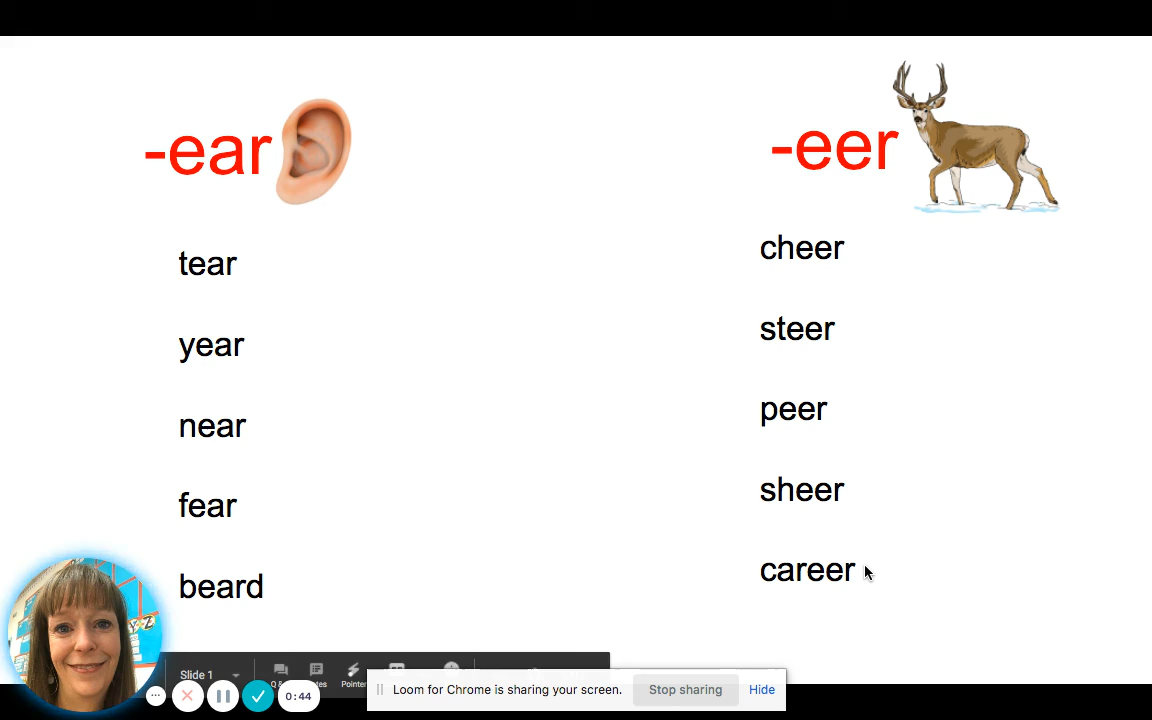 -ear
tear
year
near
fear
beard
-eer
cheer
steer
peer
sheer
career
Slide 1
Pointer
0:44
Loom for Chrome is sharing your screen.
Stop sharing
Hide